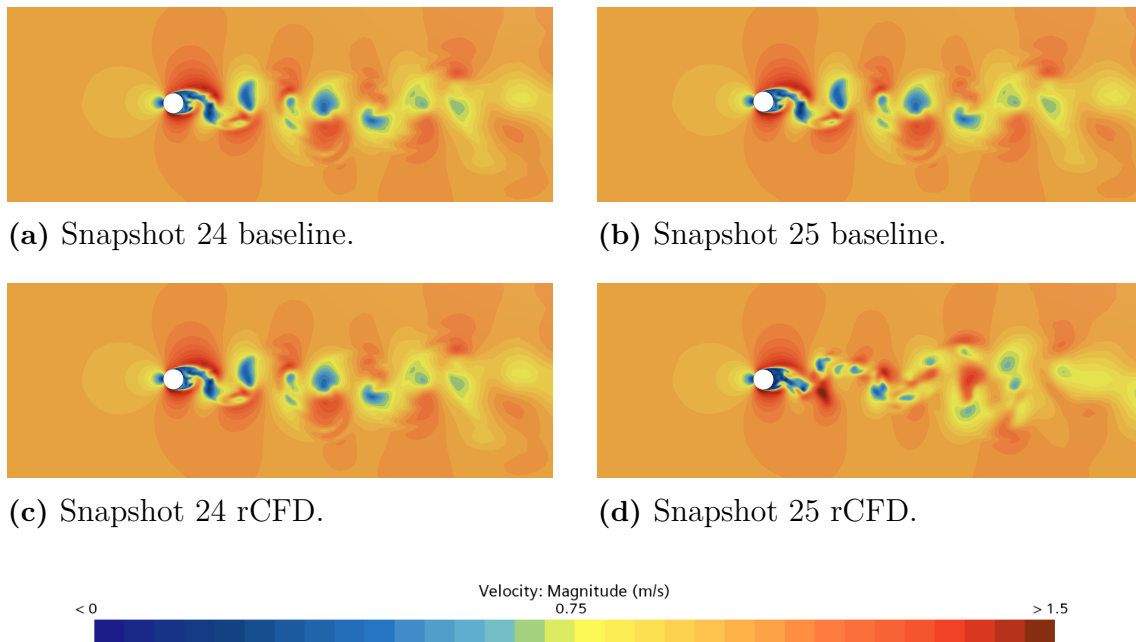 (a) Snapshot 24 baseline.
(b) Snapshot 25 baseline.
(c) Snapshot 24 rCFD.
(d) Snapshot 25 rCFD.
Velocity: Magnitude (m/s)
< 0 0.75 > 1.5